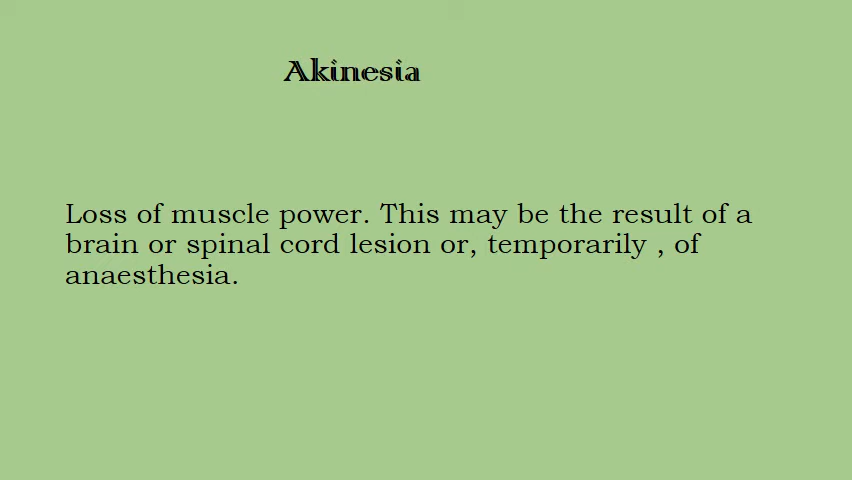 Akinesia
Loss of muscle power. This may be the result of a
brain or spinal cord lesion or, temporarily , of
anaesthesia.